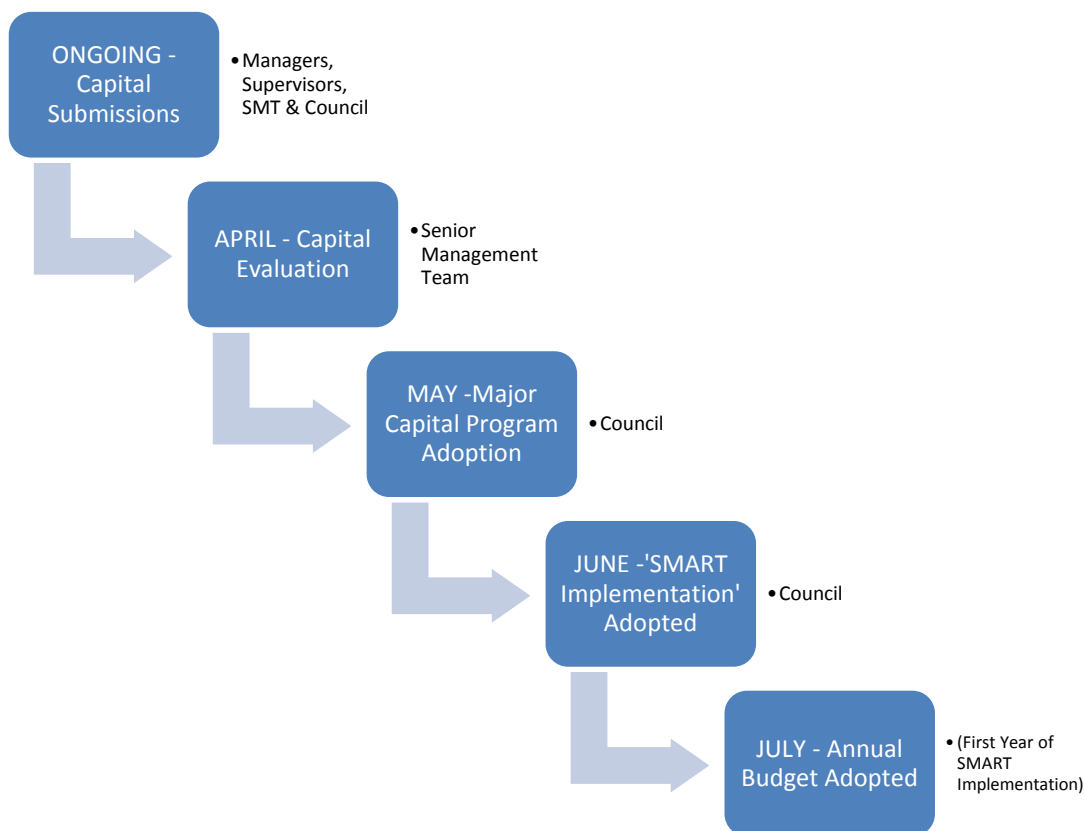 ONGOING -
Capital
Submissions
•Managers,
Supervisors,
SMT & Council
APRIL - Capital
Evaluation
•Senior
Management
Team
MAY -Major
Capital Program
Adoption
•Council
JUNE -'SMART
Implementation'
Adopted
•Council
JULY - Annual
Budget Adopted
•(First Year of
SMART
Implementation)